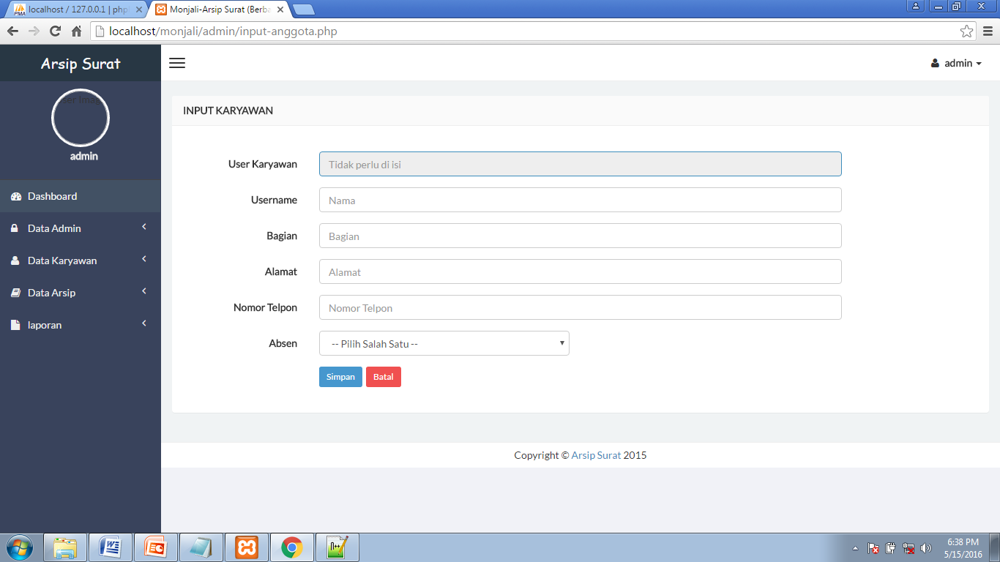 localhost / 127.0.0.1 | php
Monjali-Arsip Surat (Berba
localhost/monjali/admin/input-anggota.php
Arsip Surat
admin
ser Imag
admin
INPUT KARYAWAN
User Karyawan
Tidak perlu di isi
Username
Nama
Bagian
Bagian
Alamat
Alamat
Nomor Telpon
Nomor Telpon
Absen
-- Pilih Salah Satu --
Simpan
Batal
Dashboard
Data Admin
Data Karyawan
Data Arsip
laporan
Copyright © Arsip Surat 2015
6:38 PM
5/15/2016